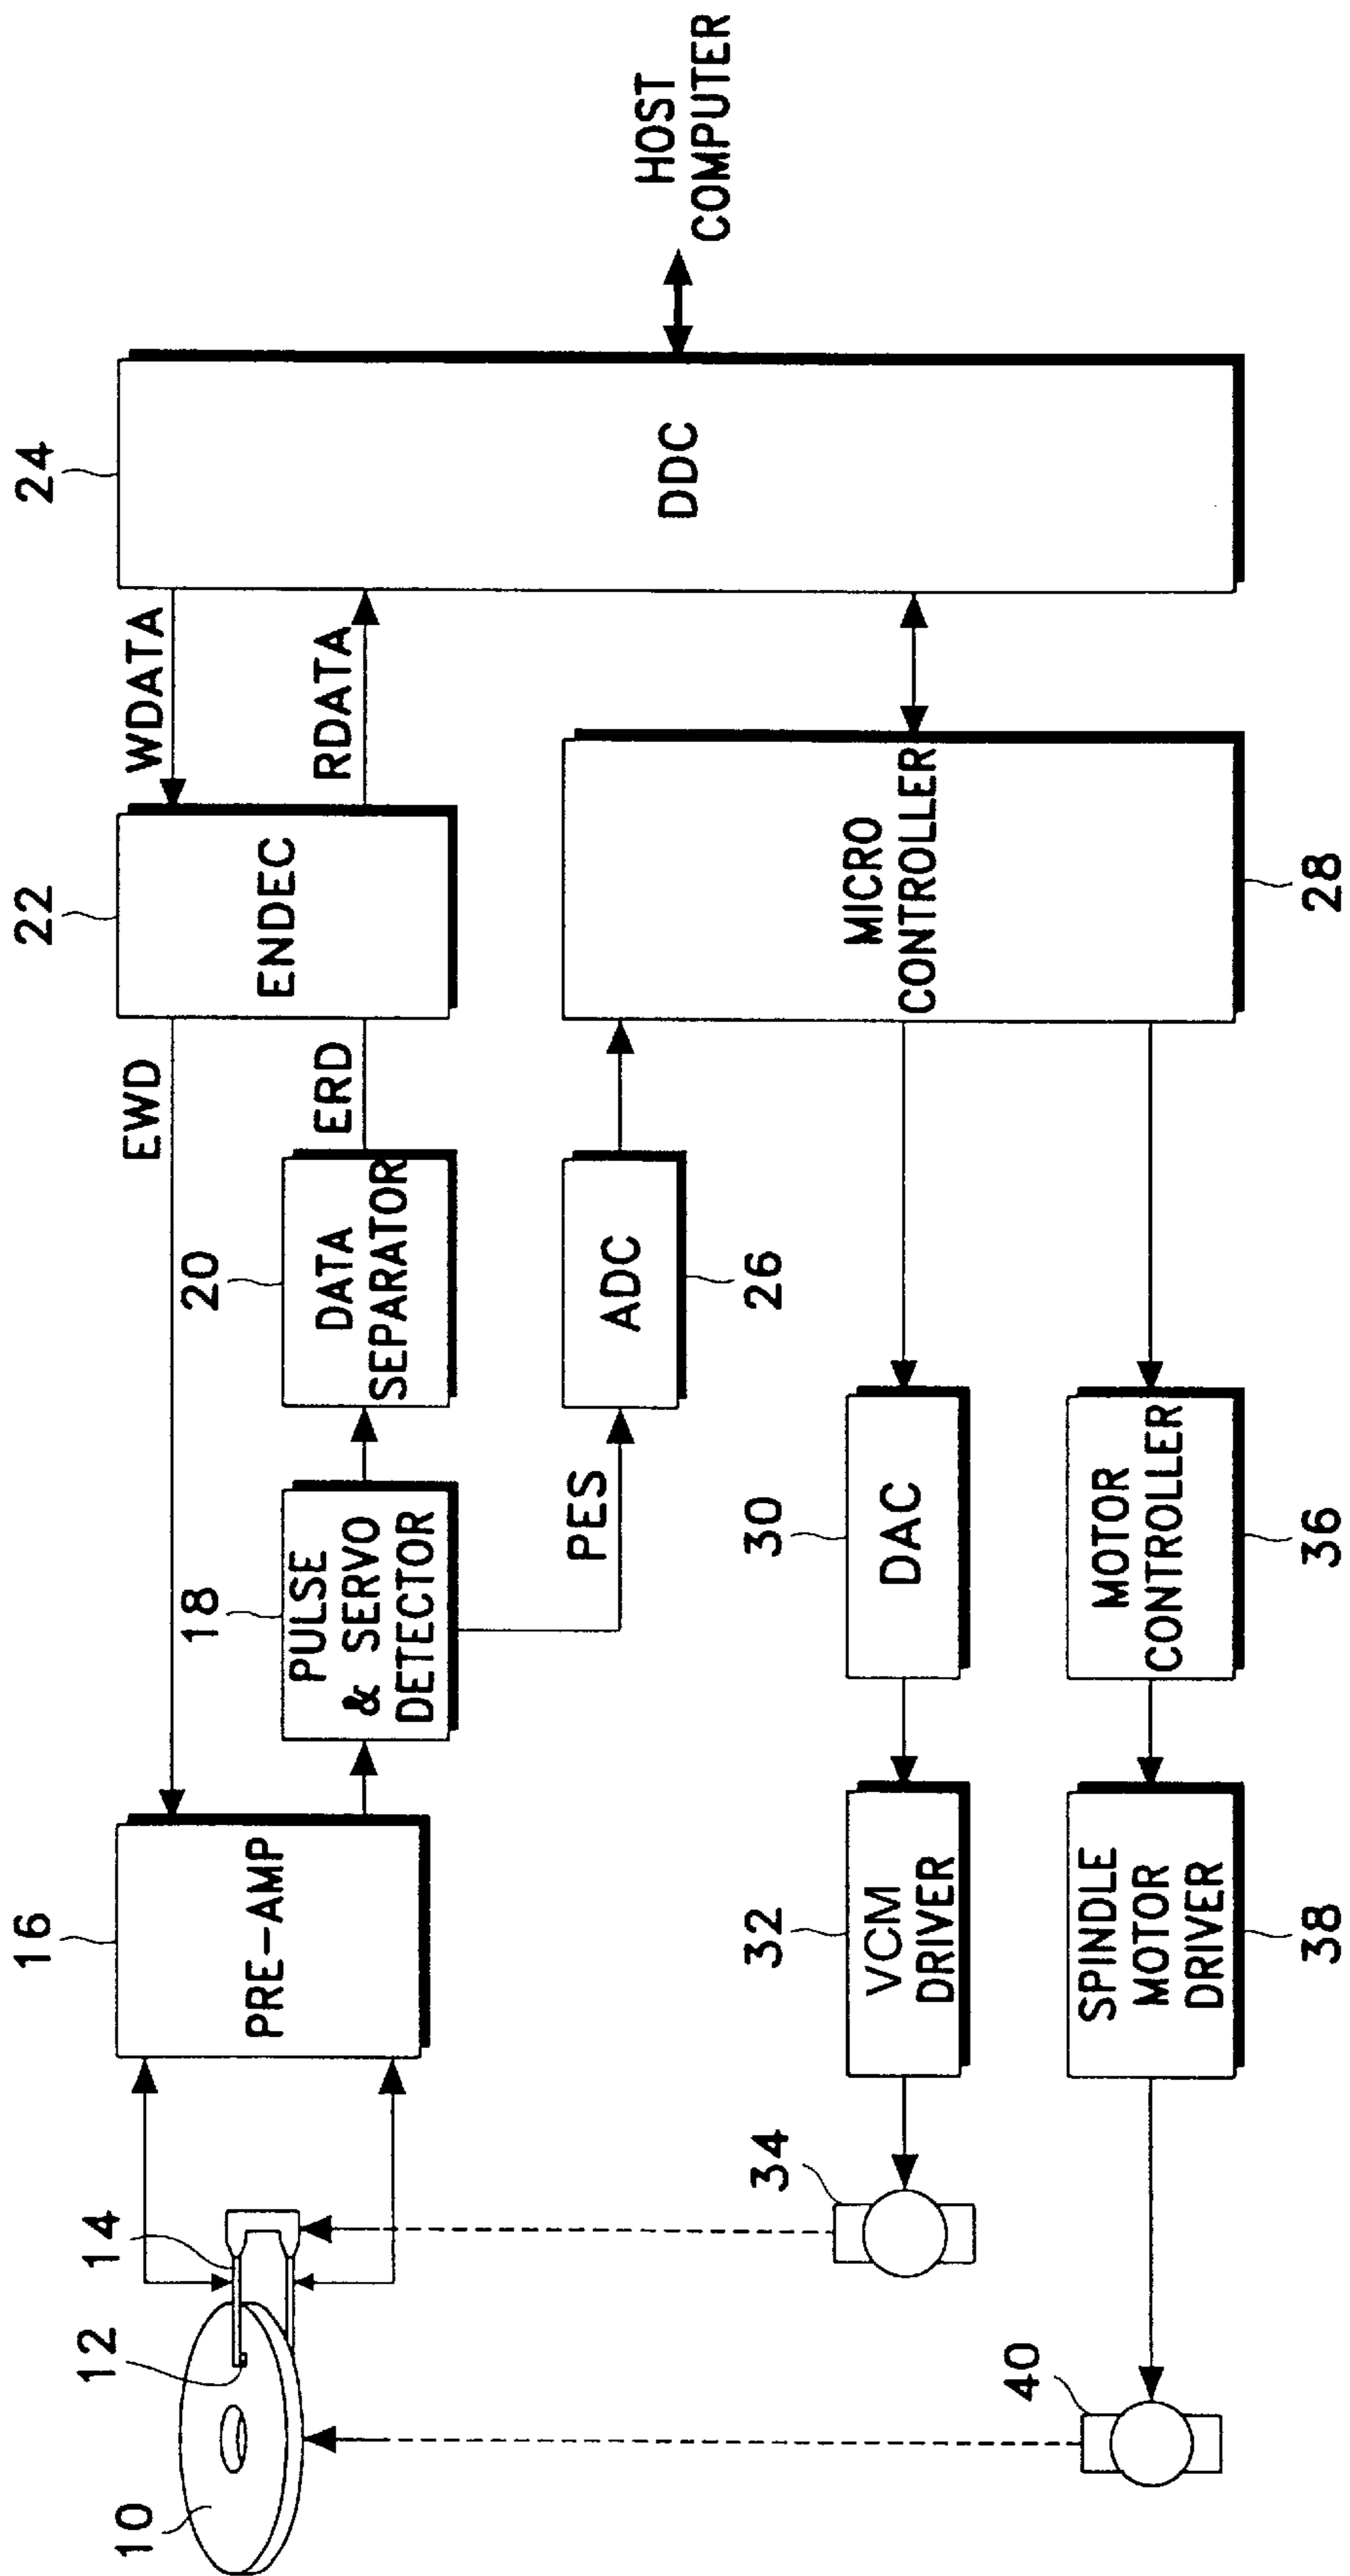 16
22
24
EWD
WDATA
14
12
10
PRE-AMP
18
20
PULSE
& SERVO
DETECTOR
DATA
SEPARATOR
ERD
ENDEC
RDATA
PES
ADC
26
DDC
HOST
COMPUTER
34
32
30
VCM
DRIVER
DAC
MICRO
CONTROLLER
40
SPINDLE
MOTOR
DRIVER
MOTOR
CONTROLLER
38
36
28